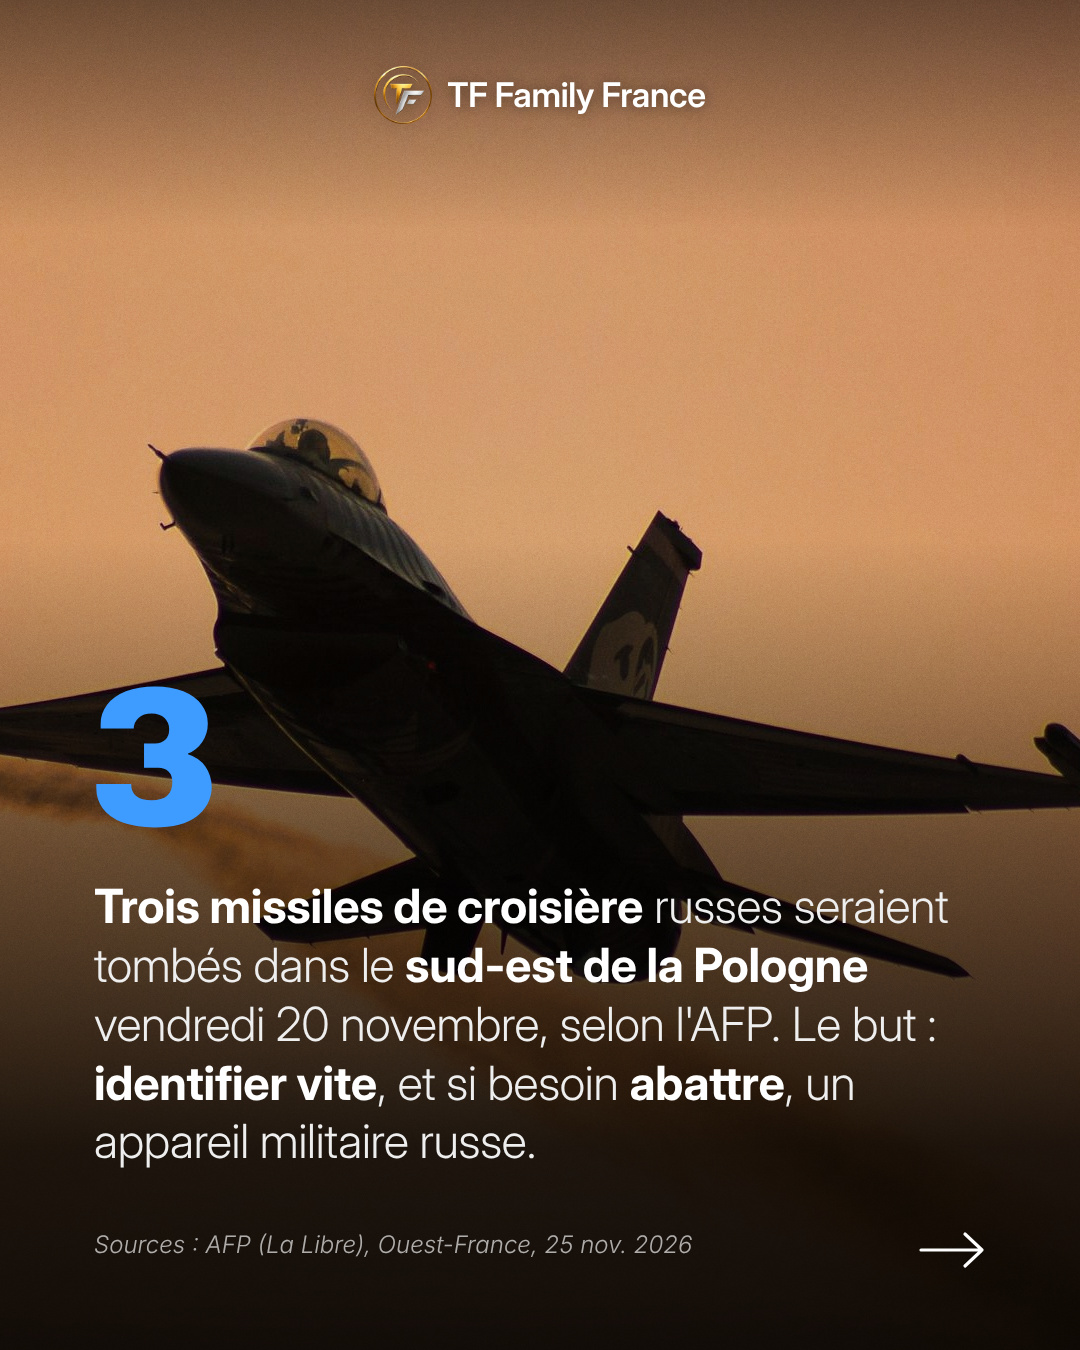 TF TF Family France
3
Trois missiles de croisière russes seraient
tombés dans le sud-est de la Pologne
vendredi 20 novembre, selon l'AFP. Le but :
identifier vite, et si besoin abattre, un
appareil militaire russe.
Sources : AFP (La Libre), Ouest-France, 25 nov. 2026